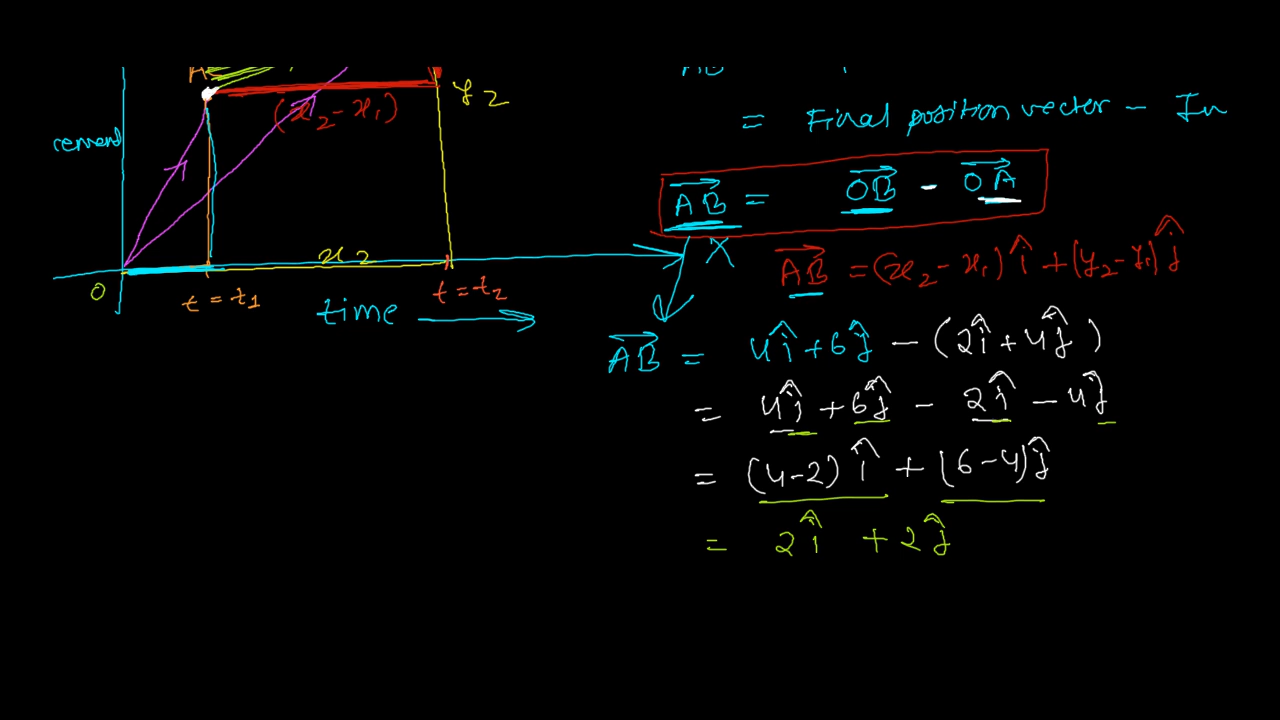 A
(x₂ - x₁)
y₂
cement
x₂
0
t = t₁
t = t₂
time
X
= Final position vector - In
AB⃗ = OB⃗ - OA⃗
AB⃗ = (x₂ - x₁) î + (y₂ - y₁) ĵ
AB⃗ = 4î + 6ĵ - (2î + 4ĵ)
= 4î + 6ĵ - 2î - 4ĵ
= (4-2) î + (6-4) ĵ
= 2î + 2ĵ